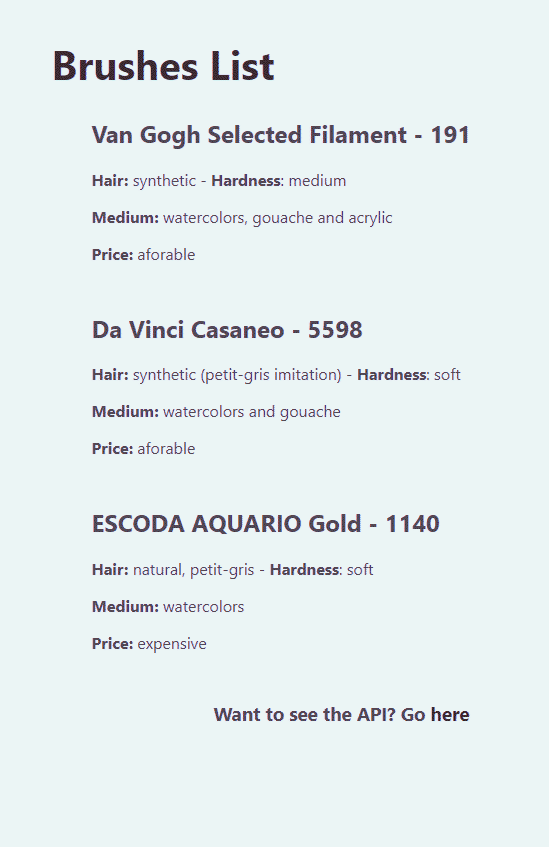 Brushes List
Van Gogh Selected Filament - 191
Hair: synthetic - Hardness: medium
Medium: watercolors, gouache and acrylic
Price: aforable
Da Vinci Casaneo - 5598
Hair: synthetic (petit-gris imitation) - Hardness: soft
Medium: watercolors and gouache
Price: aforable
ESCODA AQUARIO Gold - 1140
Hair: natural, petit-gris - Hardness: soft
Medium: watercolors
Price: expensive
Want to see the API? Go here